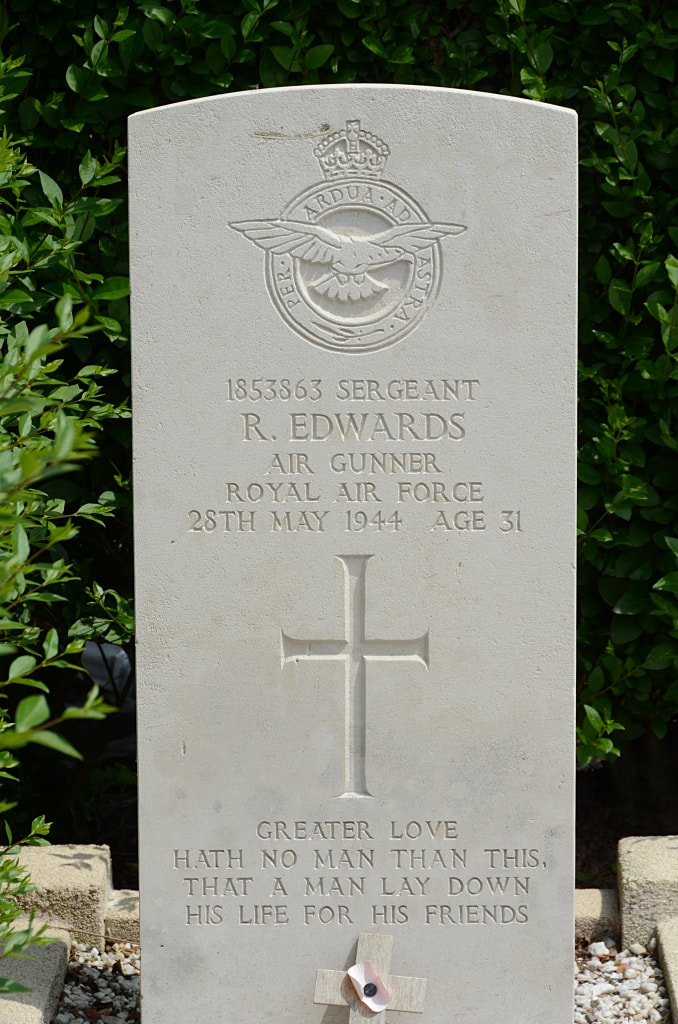 PER · ARDUA · AD ASTRA ·
1853863 SERGEANT
R. EDWARDS
AIR GUNNER
ROYAL AIR FORCE
28TH MAY 1944 AGE 31
GREATER LOVE
HATH NO MAN THAN THIS,
THAT A MAN LAY DOWN
HIS LIFE FOR HIS FRIENDS